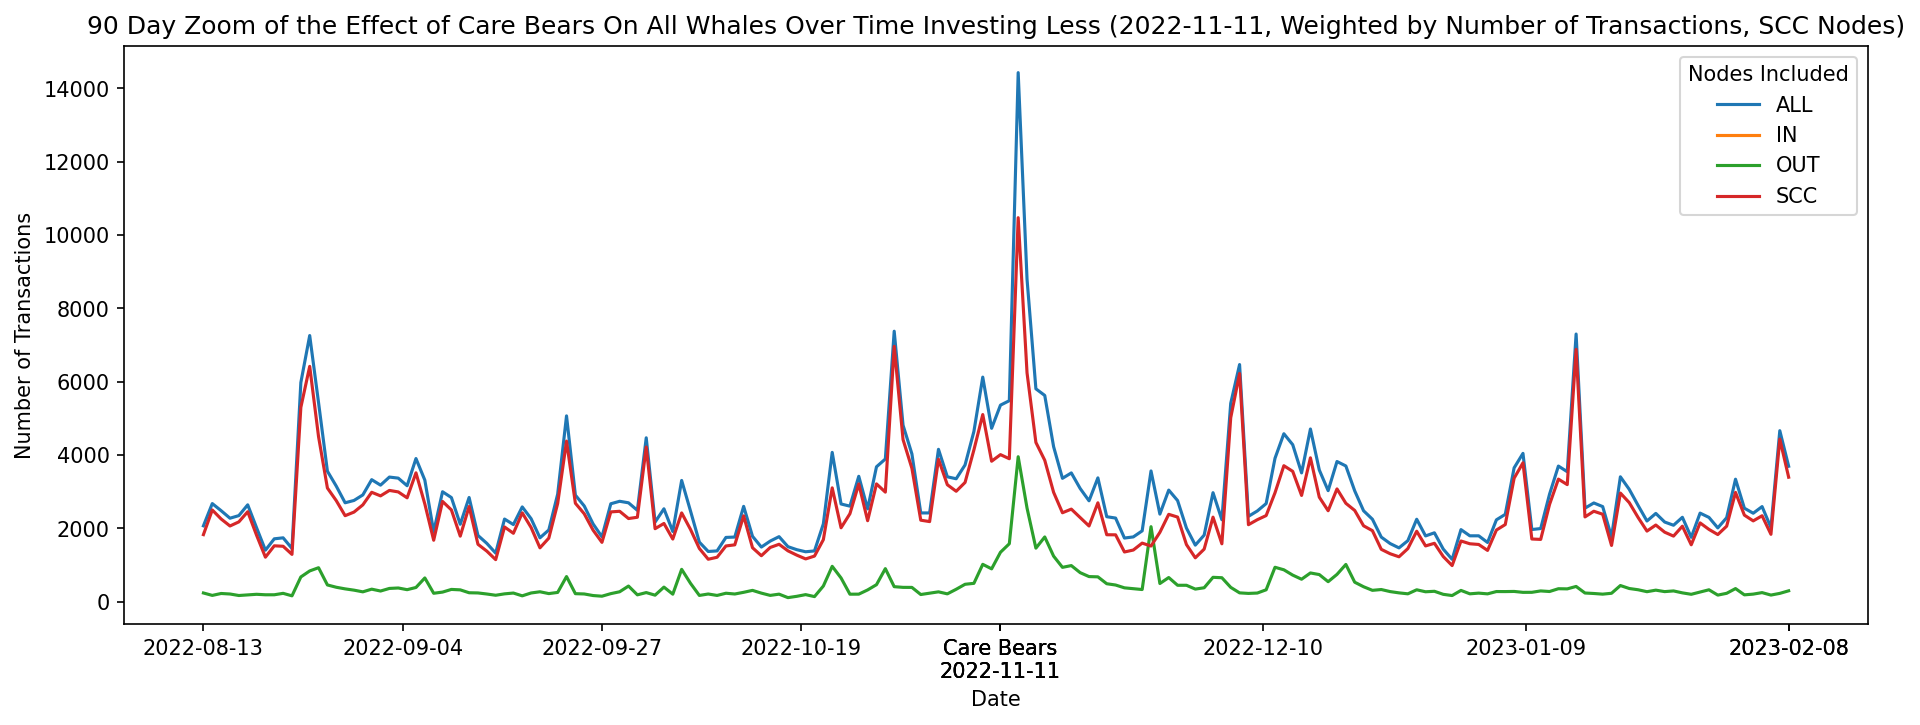 90 Day Zoom of the Effect of Care Bears On All Whales Over Time Investing Less (2022-11-11, Weighted by Number of Transactions, SCC Nodes)
Nodes Included
ALL
IN
OUT
SCC
Number of Transactions
14000
12000
10000
8000
6000
4000
2000
0
2022-08-13
2022-09-04
2022-09-27
2022-10-19
Care Bears
2022-11-11
2022-12-10
2023-01-09
2023-02-08
Date